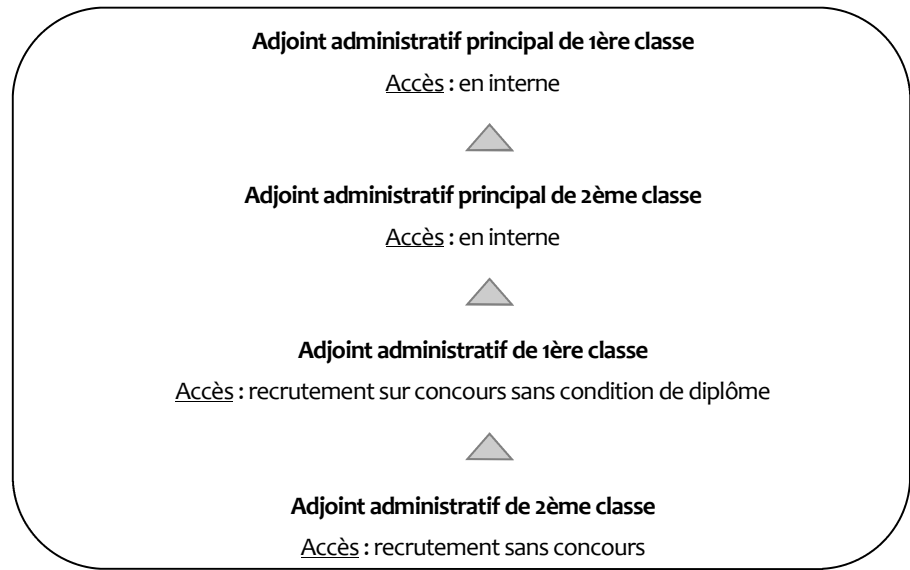 Adjoint administratif principal de 1ère classe
Accès : en interne
Adjoint administratif principal de 2ème classe
Accès : en interne
Adjoint administratif de 1ère classe
Accès : recrutement sur concours sans condition de diplôme
Adjoint administratif de 2ème classe
Accès : recrutement sans concours